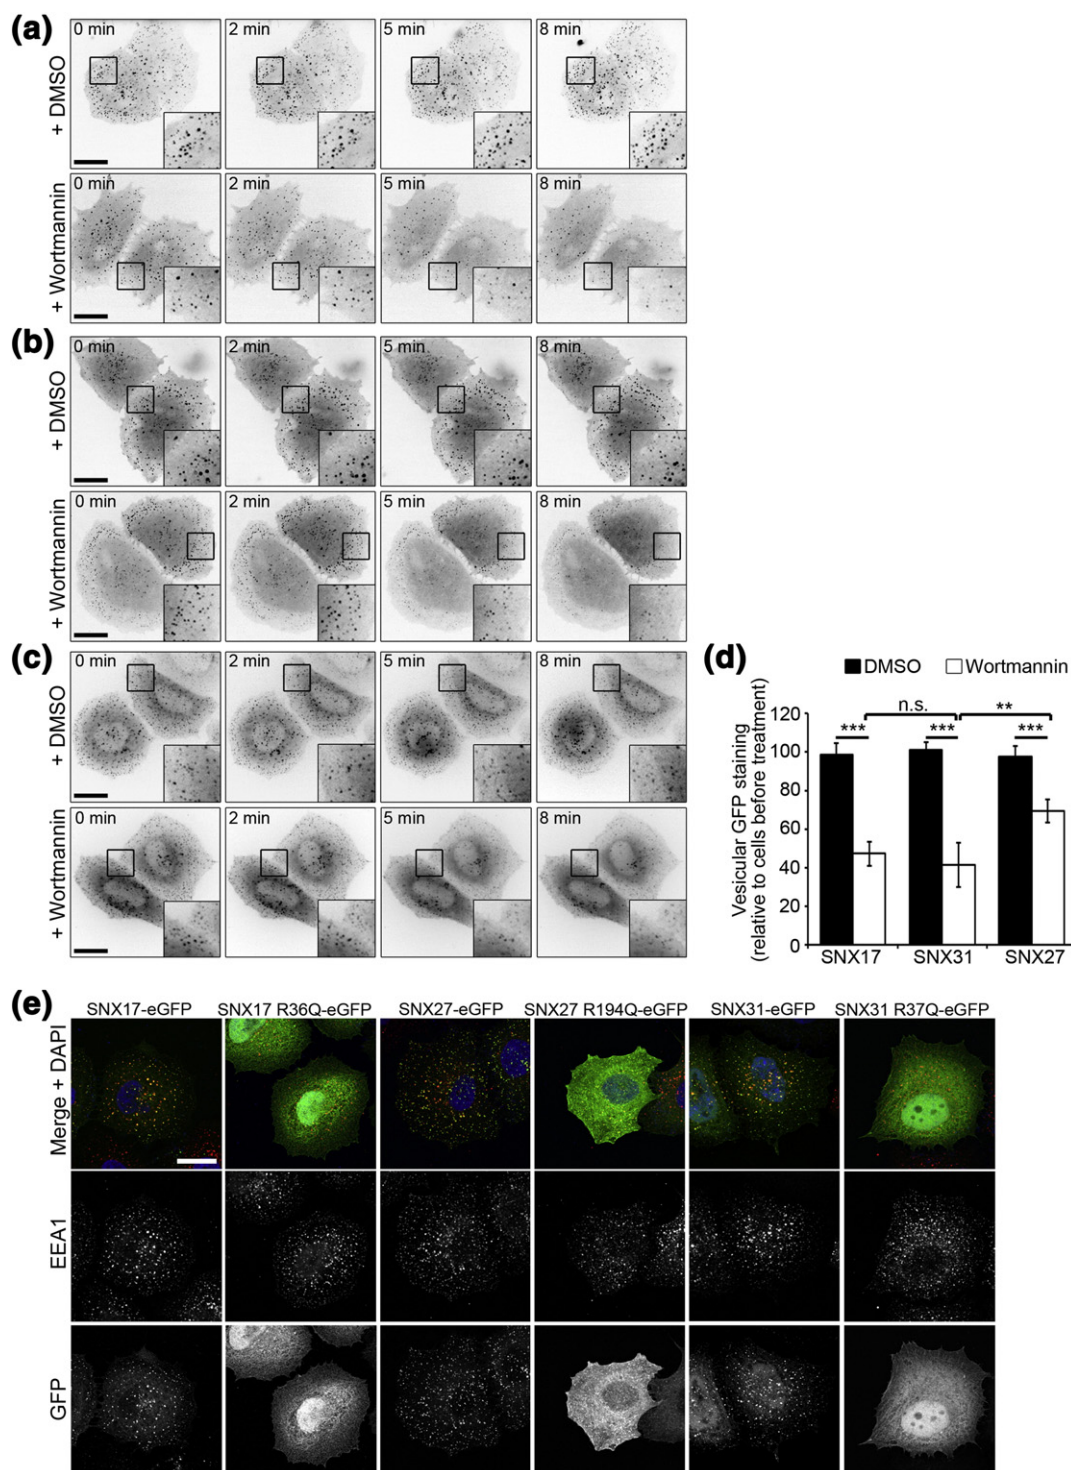 (a)
+ DMSO
0 min 2 min 5 min 8 min
+ Wortmannin
0 min 2 min 5 min 8 min
(b)
+ DMSO
0 min 2 min 5 min 8 min
+ Wortmannin
0 min 2 min 5 min 8 min
(c)
+ DMSO
0 min 2 min 5 min 8 min
+ Wortmannin
0 min 2 min 5 min 8 min
(d)
DMSO Wortmannin
n.s. **
*** *** ***
Vesicular GFP staining
(relative to cells before treatment)
120
100
80
60
40
20
0
SNX17 SNX31 SNX27
(e)
SNX17-eGFP SNX17 R36Q-eGFP SNX27-eGFP SNX27 R194Q-eGFP SNX31-eGFP SNX31 R37Q-eGFP
Merge + DAPI
EEA1
GFP